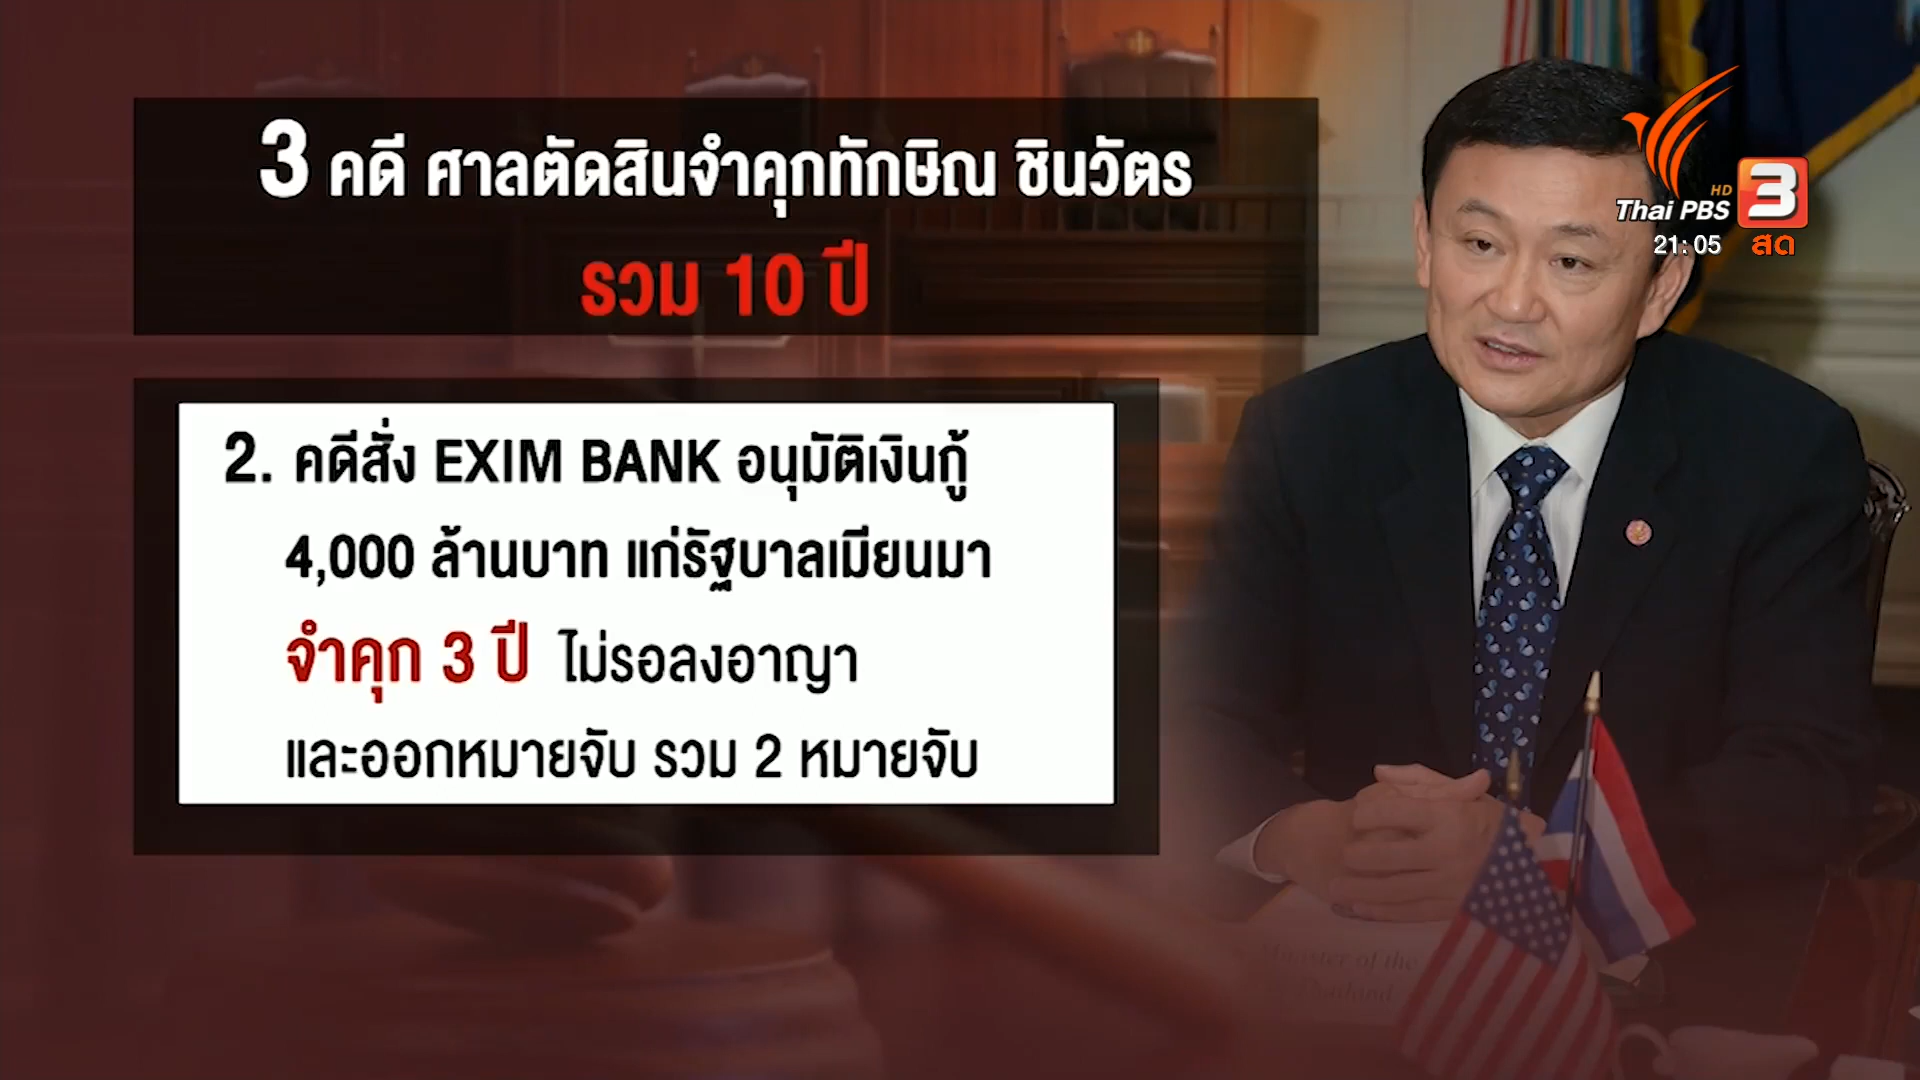 3 คดี ศาลตัดสินจำคุกทักษิณ ชินวัตร
รวม 10 ปี
HD
Thai PBS 3
21:05 สด
2. คดีสั่ง EXIM BANK อนุมัติเงินกู้
4,000 ล้านบาท แก่รัฐบาลเมียนมา
จำคุก 3 ปี ไม่รอลงอาญา
และออกหมายจับ รวม 2 หมายจับ
Minister of the
Thailand